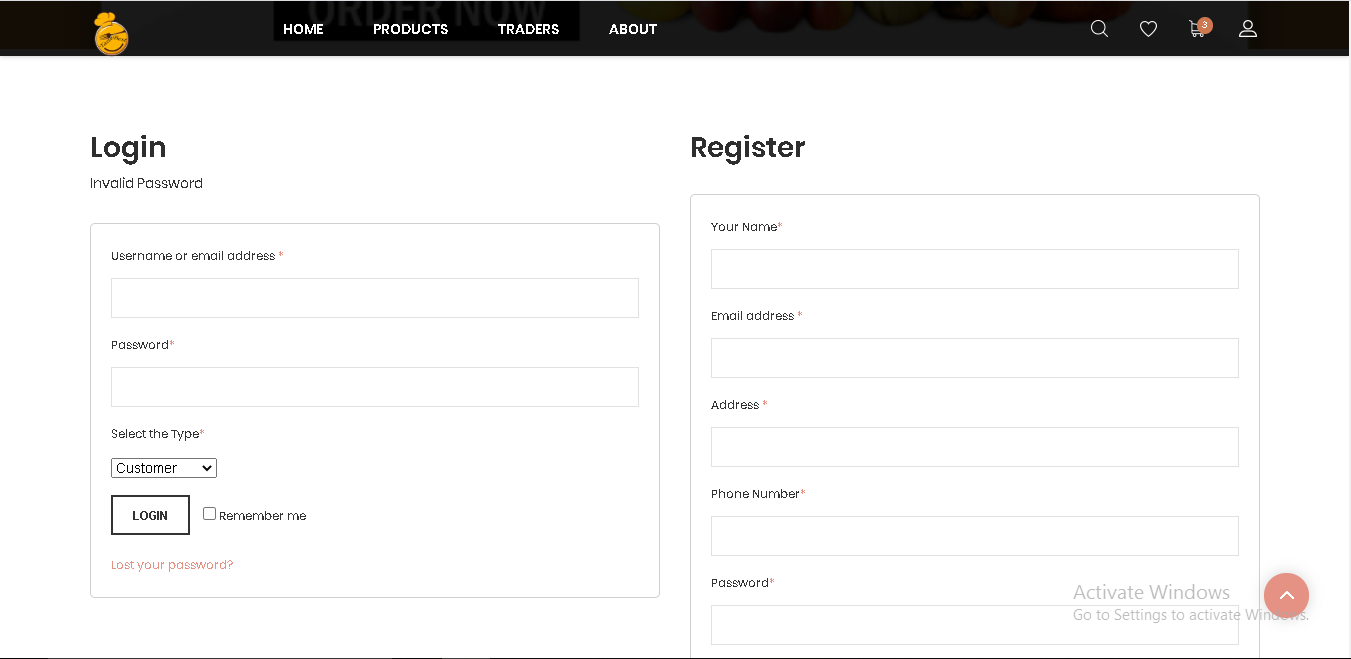 ORDER NOW
HOME PRODUCTS TRADERS ABOUT
3
Login
Invalid Password
Username or email address *
Password*
Select the Type*
Customer
LOGIN
Remember me
Lost your password?
Register
Your Name*
Email address *
Address *
Phone Number*
Password*
Activate Windows
Go to Settings to activate Windows.